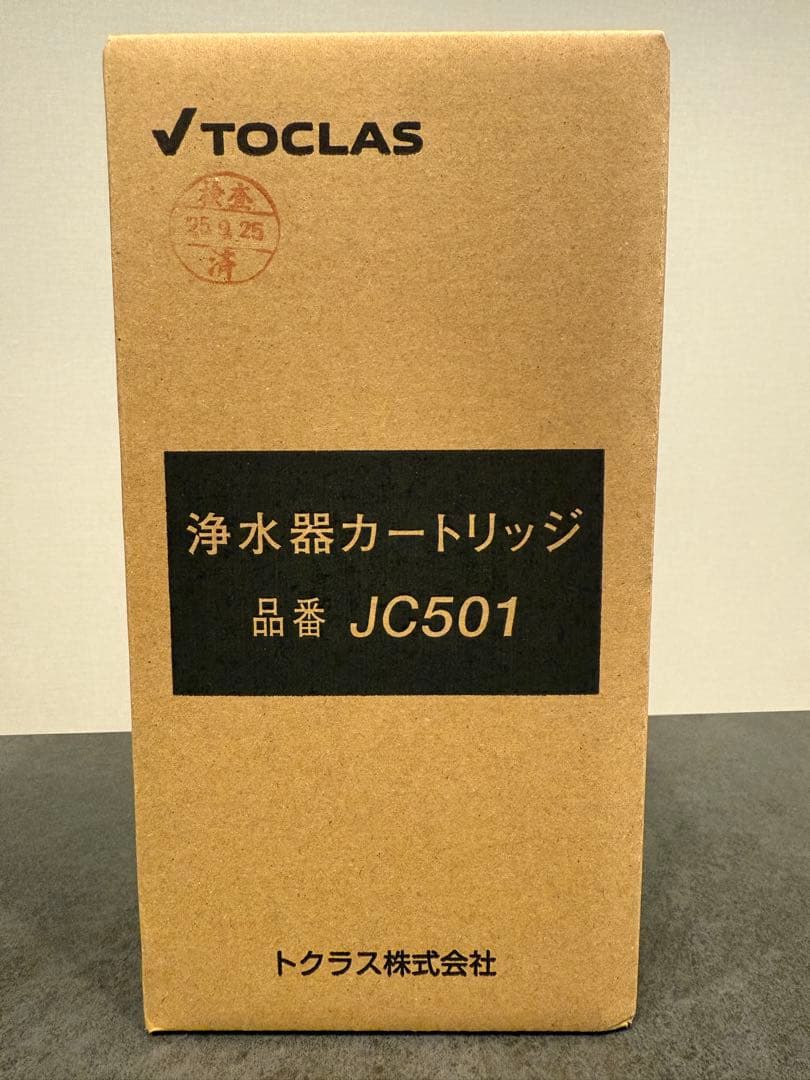 TOCLAS
検査
25.9.25
済
浄水器カートリッジ
品番 JC501
トクラス株式会社